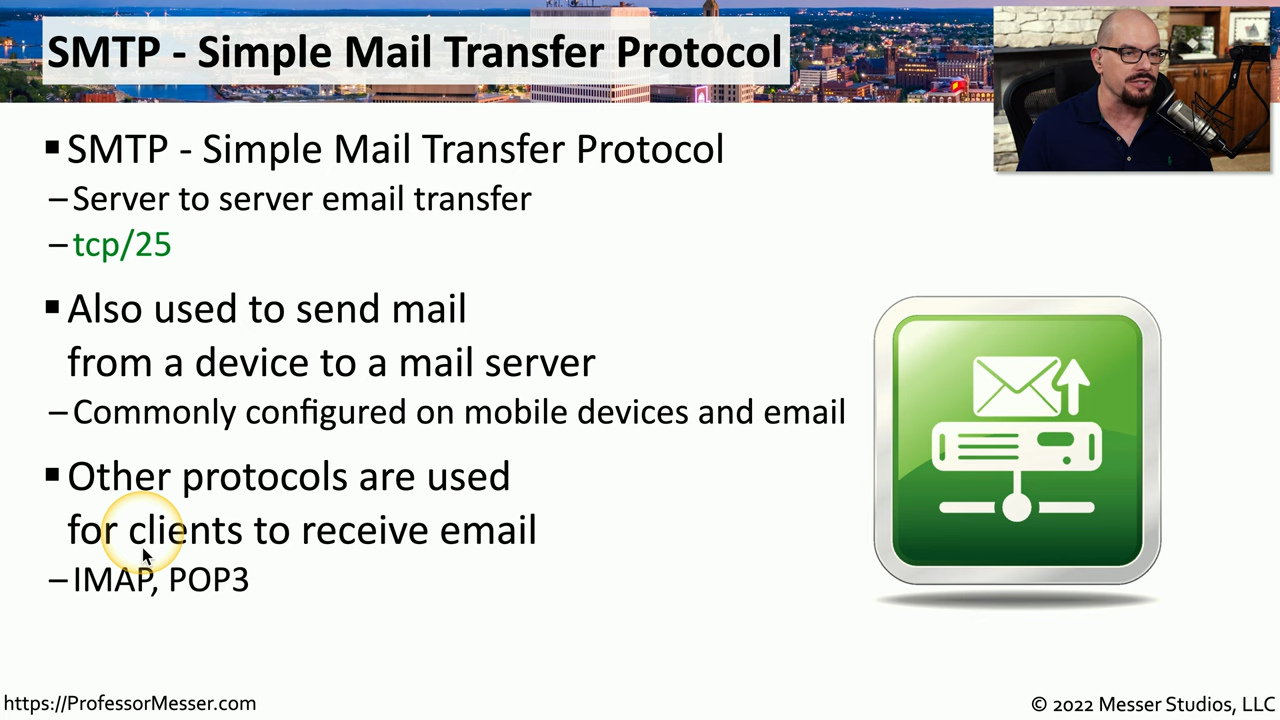 SMTP - Simple Mail Transfer Protocol
▪ SMTP - Simple Mail Transfer Protocol
– Server to server email transfer
– tcp/25
▪ Also used to send mail
from a device to a mail server
– Commonly configured on mobile devices and email
▪ Other protocols are used
for clients to receive email
– IMAP, POP3
https://ProfessorMesser.com
© 2022 Messer Studios, LLC